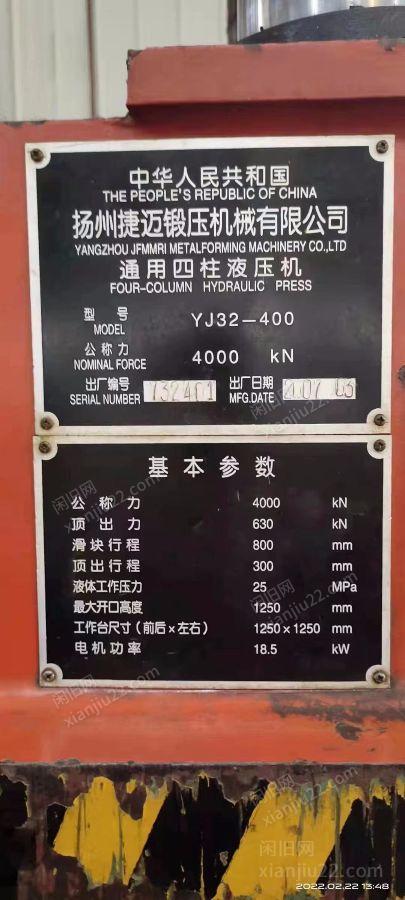 中华人民共和国
THE PEOPLE'S REPUBLIC OF CHINA
扬州捷迈锻压机械有限公司
YANGZHOU JFMMRI METALFORMING MACHINERY CO.,LTD
通用四柱液压机
FOUR-COLUMN HYDRAULIC PRESS
型号 YJ32-400
MODEL
公称力 4000 kN
NOMINAL FORCE
出厂编号 出厂日期
SERIAL NUMBER MFG.DATE
基本参数
公称力 4000 kN
顶出力 630 kN
滑块行程 800 mm
顶出行程 300 mm
液体工作压力 25 MPa
最大开口高度 1250 mm
工作台尺寸(前后×左右) 1250×1250 mm
电机功率 18.5 kW
闲旧网
xianjiu22.com
2022.02.22 13:48